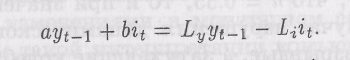 ay_{t-1} + bi_t = L_y y_{t-1} - L_i i_t.